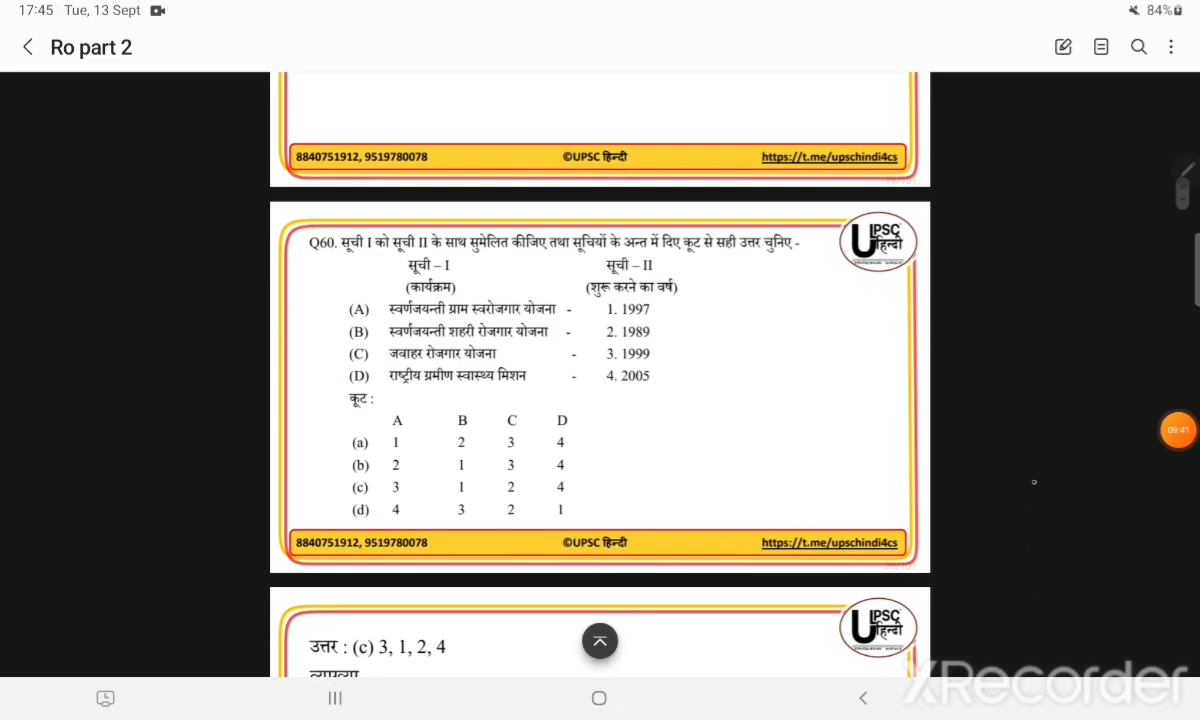 17:45 Tue, 13 Sept
84%
Ro part 2
8840751912, 9519780078 ©UPSC हिन्दी https://t.me/upschindi4cs
19/101
UPSC हिन्दी
Q60. सूची I को सूची II के साथ सुमेलित कीजिए तथा सूचियों के अन्त में दिए कूट से सही उत्तर चुनिए -
सूची – I सूची – II
(कार्यक्रम) (शुरू करने का वर्ष)
(A) स्वर्णजयन्ती ग्राम स्वरोजगार योजना - 1. 1997
(B) स्वर्णजयन्ती शहरी रोजगार योजना - 2. 1989
(C) जवाहर रोजगार योजना - 3. 1999
(D) राष्ट्रीय ग्रमीण स्वास्थ्य मिशन - 4. 2005
कूट :
A B C D
(a) 1 2 3 4
(b) 2 1 3 4
(c) 3 1 2 4
(d) 4 3 2 1
09:41
8840751912, 9519780078 ©UPSC हिन्दी https://t.me/upschindi4cs
20/101
UPSC हिन्दी
उत्तर : (c) 3, 1, 2, 4
व्याख्या
XRecorder